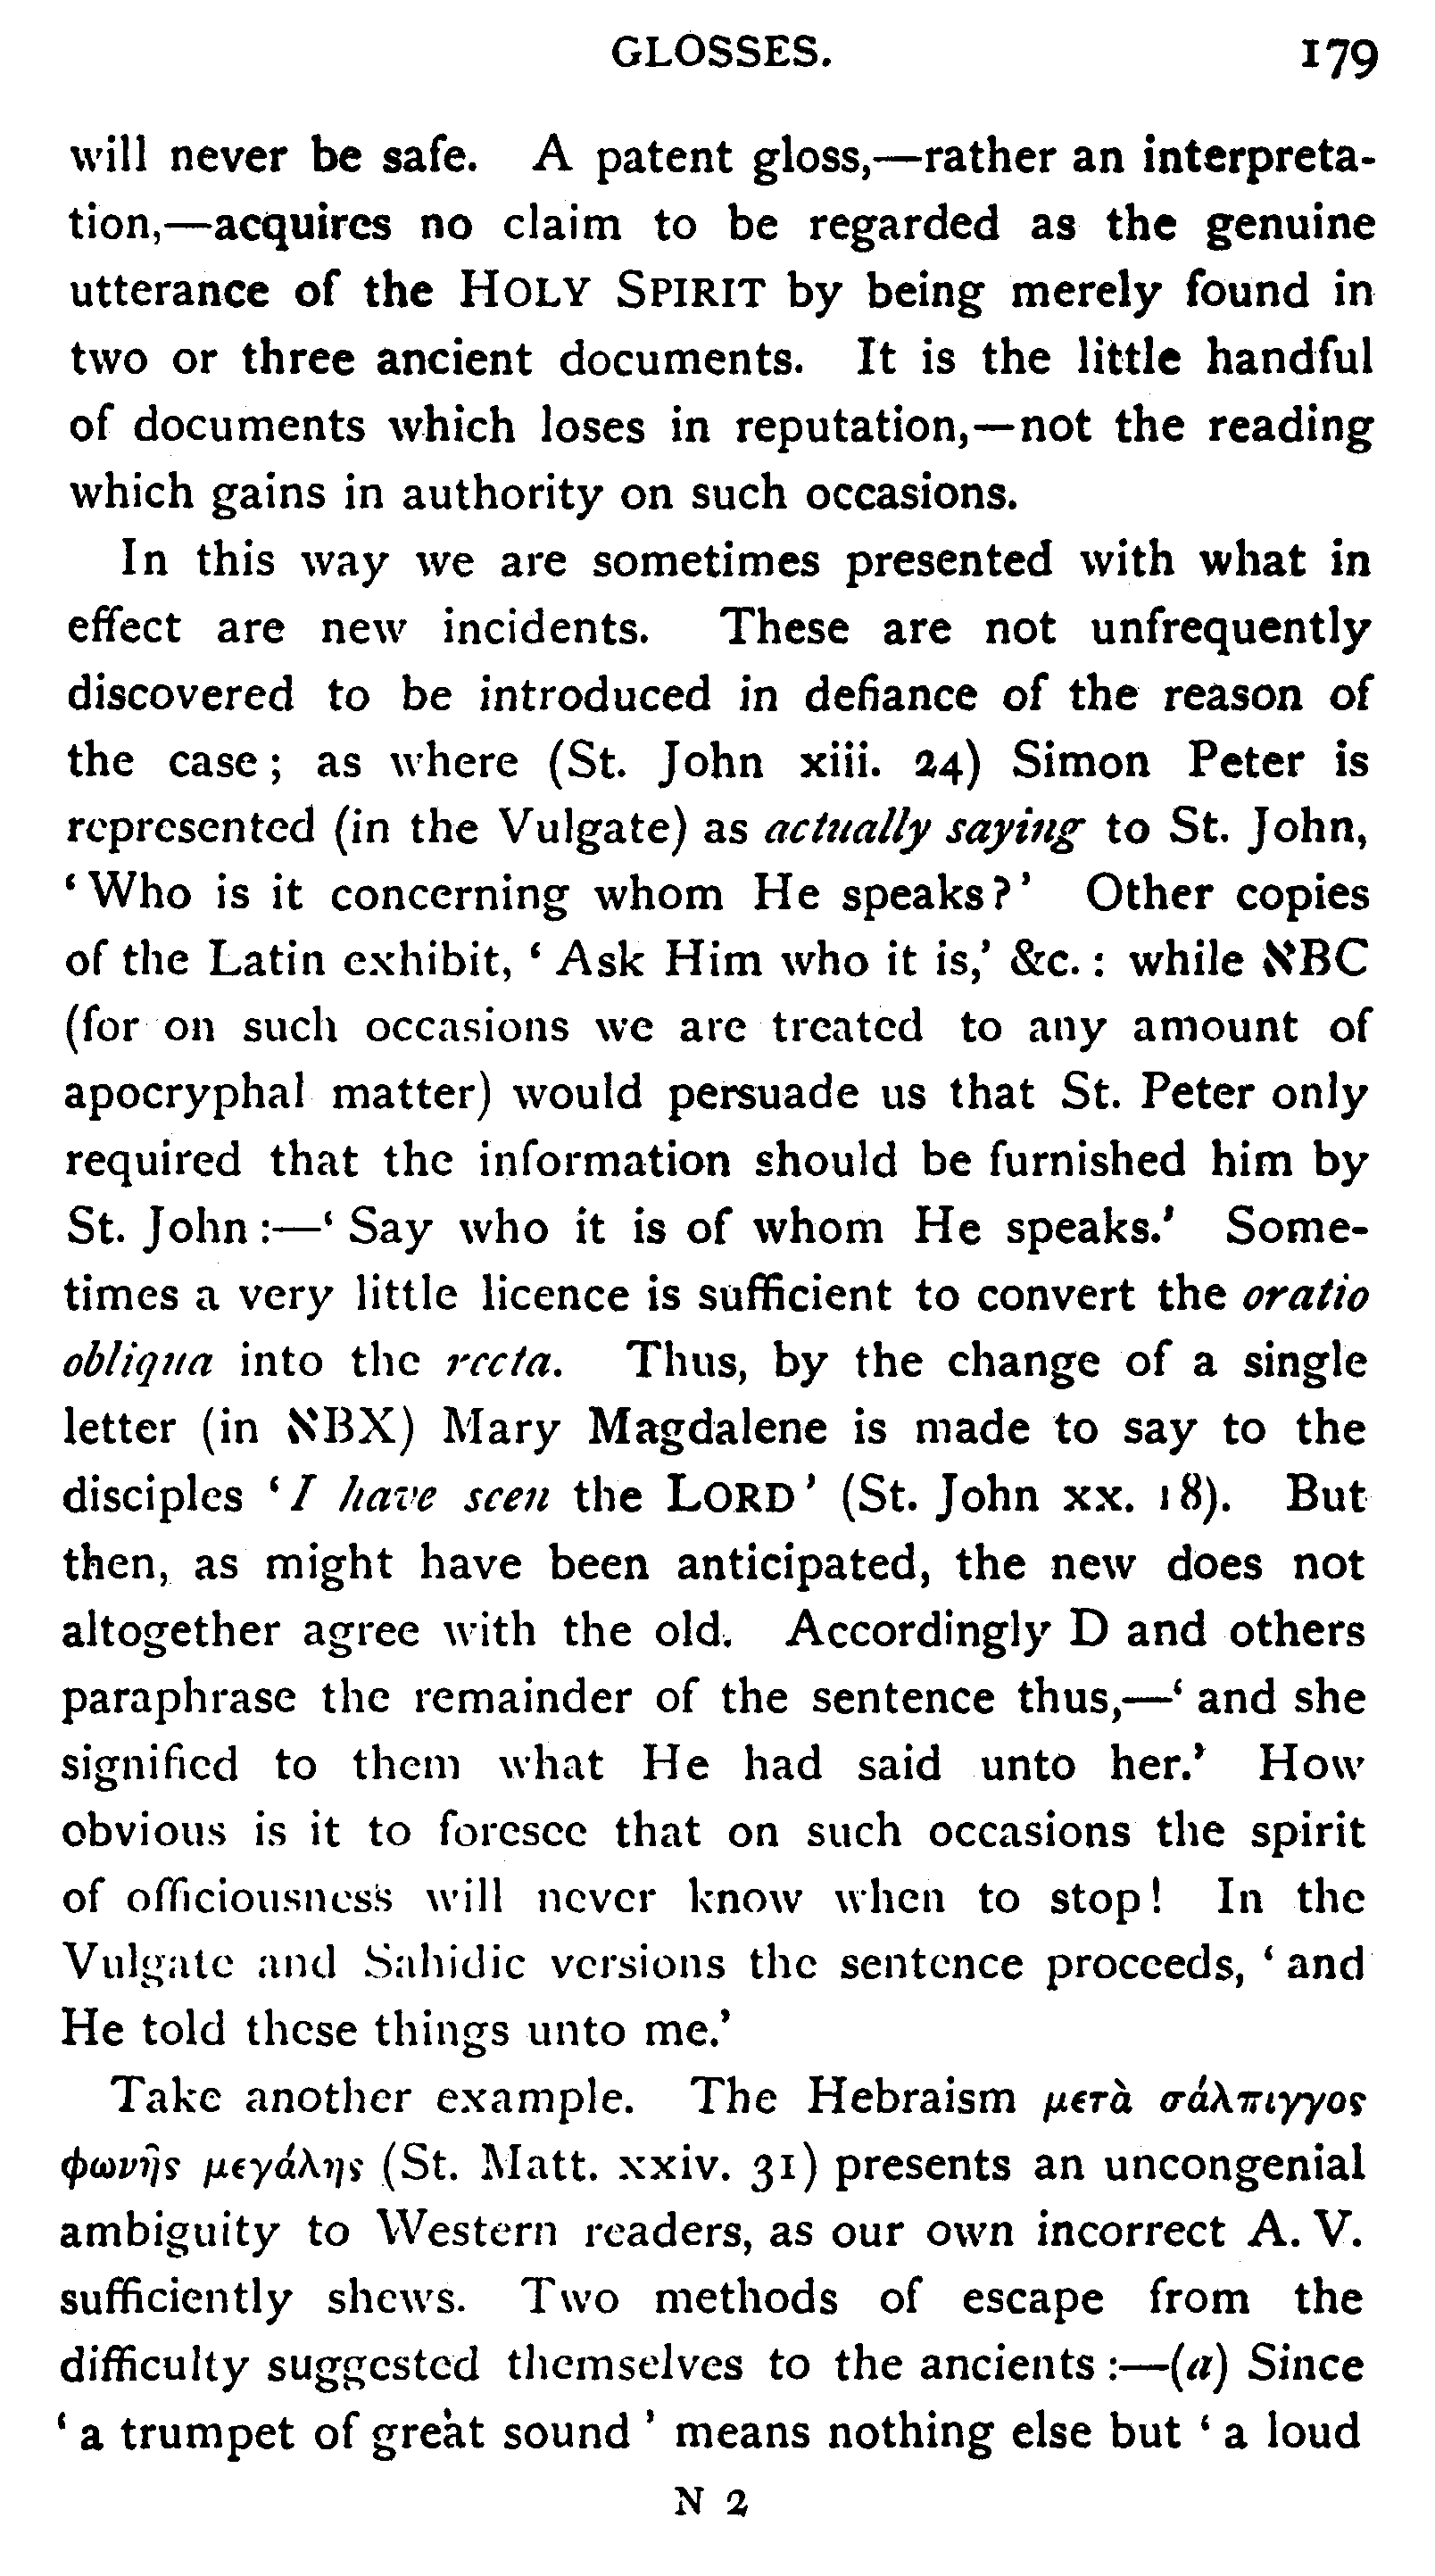 GLOSSES. 179
will never be safe. A patent gloss,—rather an interpreta-
tion,—acquires no claim to be regarded as the genuine
utterance of the HOLY SPIRIT by being merely found in
two or three ancient documents. It is the little handful
of documents which loses in reputation,—not the reading
which gains in authority on such occasions.
In this way we are sometimes presented with what in
effect are new incidents. These are not unfrequently
discovered to be introduced in defiance of the reason of
the case; as where (St. John xiii. 24) Simon Peter is
represented (in the Vulgate) as actually saying to St. John,
‘Who is it concerning whom He speaks?’ Other copies
of the Latin exhibit, ‘Ask Him who it is,’ &c.: while אBC
(for on such occasions we are treated to any amount of
apocryphal matter) would persuade us that St. Peter only
required that the information should be furnished him by
St. John:—‘Say who it is of whom He speaks.’ Some-
times a very little licence is sufficient to convert the oratio
obliqua into the recta. Thus, by the change of a single
letter (in אBX) Mary Magdalene is made to say to the
disciples ‘I have seen the LORD’ (St. John xx. 18). But
then, as might have been anticipated, the new does not
altogether agree with the old. Accordingly D and others
paraphrase the remainder of the sentence thus,—‘and she
signified to them what He had said unto her.’ How
obvious is it to foresee that on such occasions the spirit
of officiousness will never know when to stop! In the
Vulgate and Sahidic versions the sentence proceeds, ‘and
He told these things unto me.’
Take another example. The Hebraism μετὰ σάλπιγγος
φωνῆς μεγάλης (St. Matt. xxiv. 31) presents an uncongenial
ambiguity to Western readers, as our own incorrect A. V.
sufficiently shews. Two methods of escape from the
difficulty suggested themselves to the ancients:—(a) Since
‘a trumpet of great sound’ means nothing else but ‘a loud
N 2